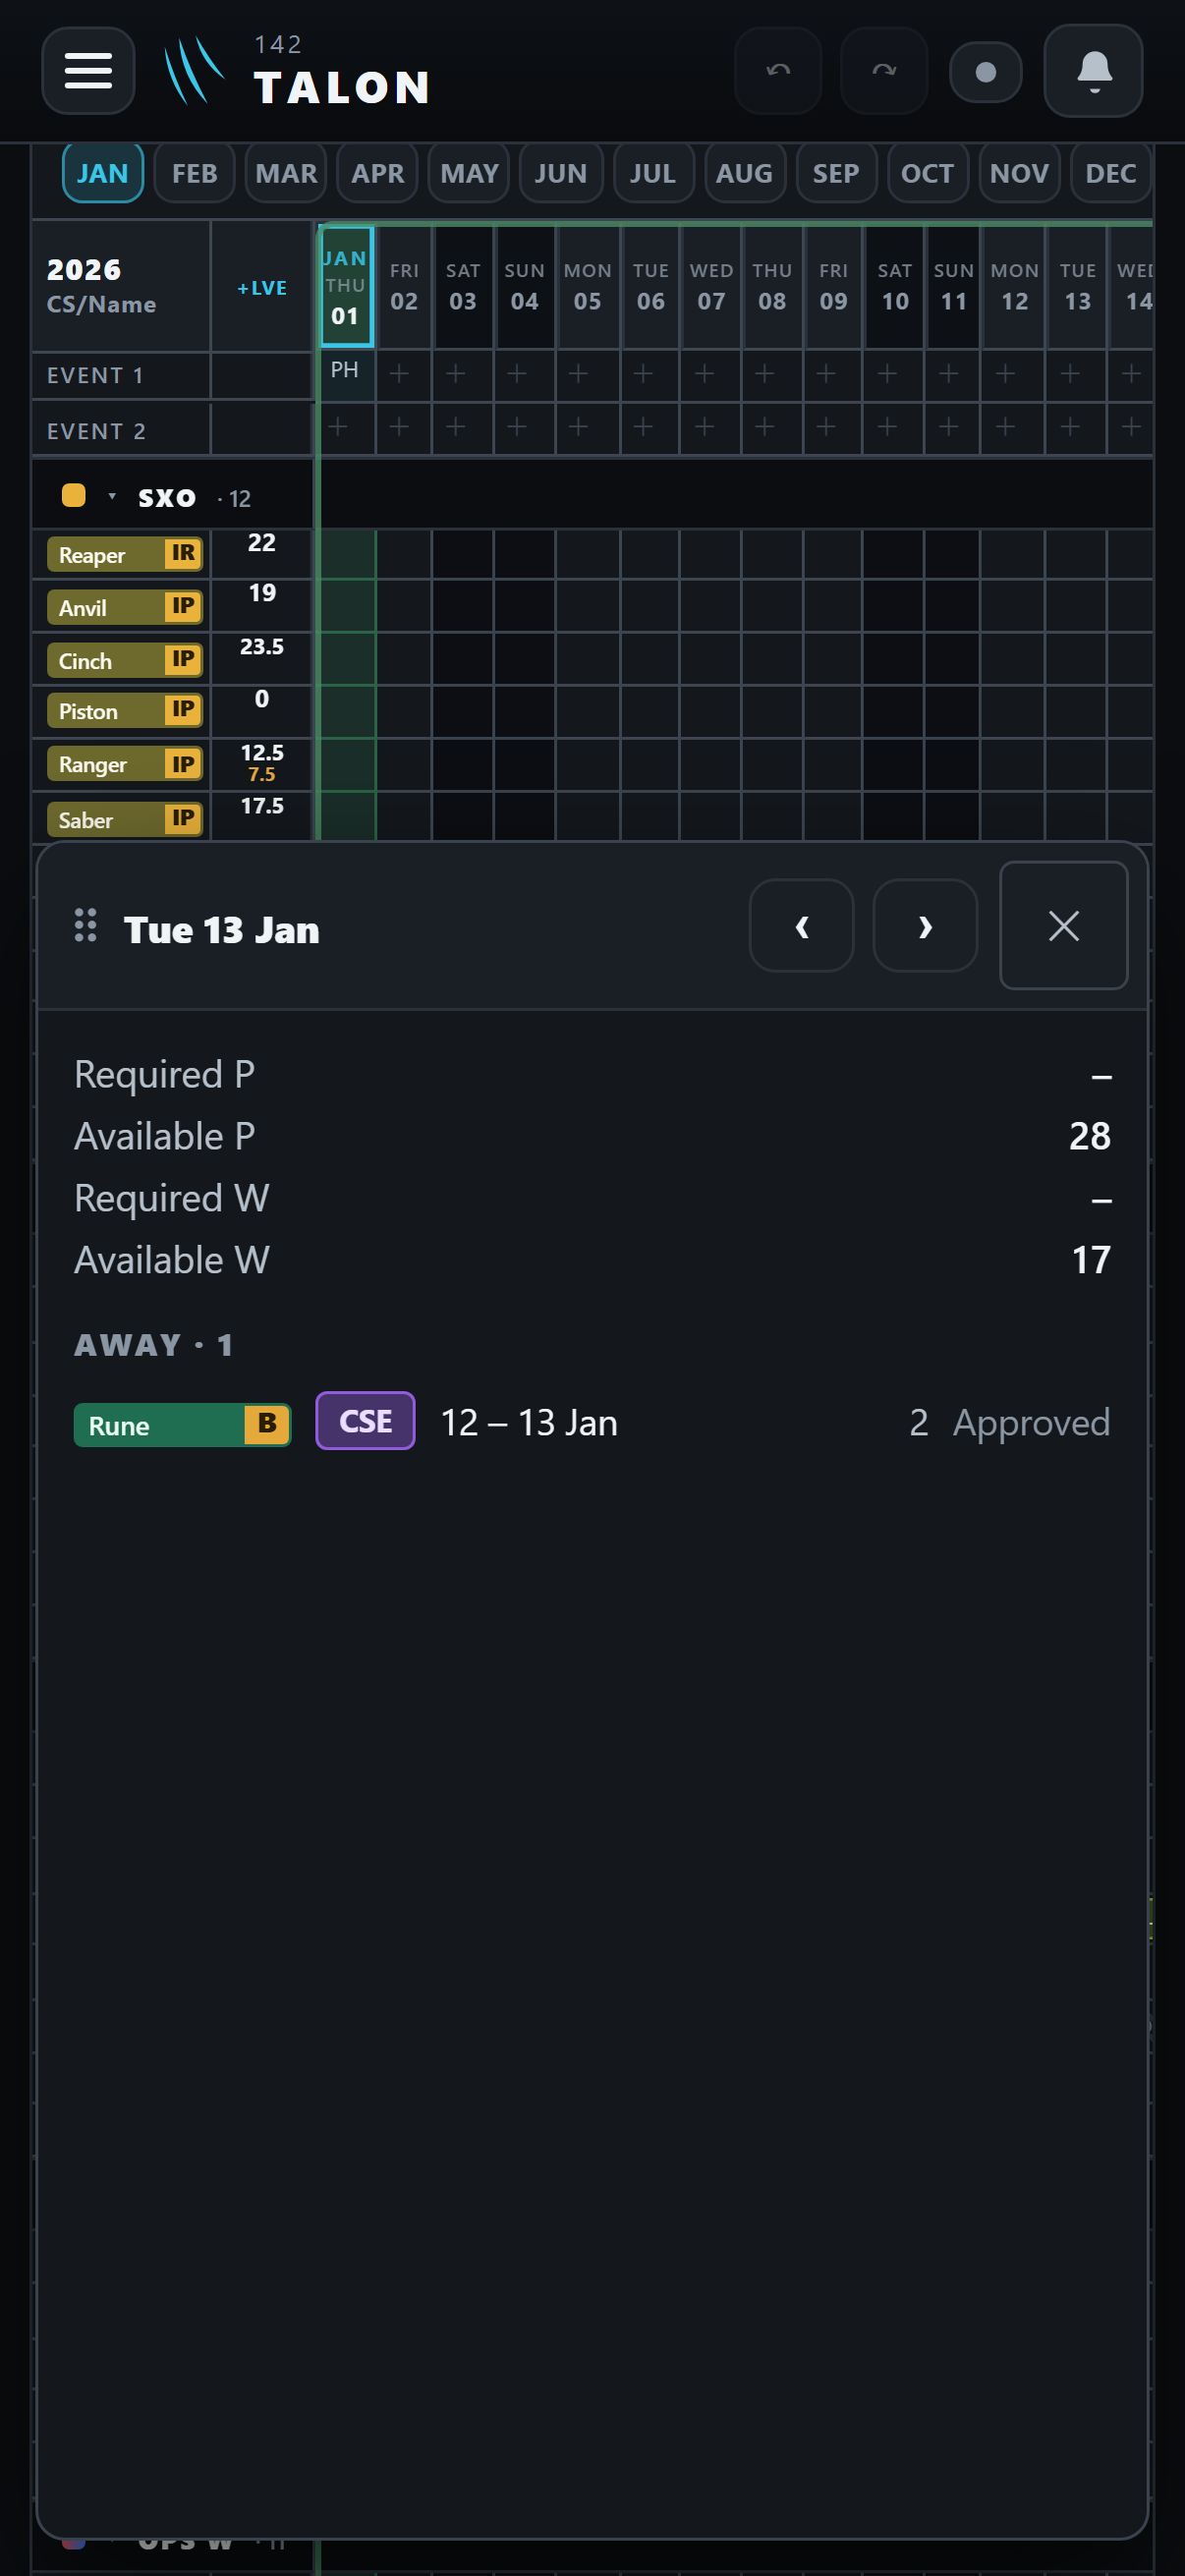 142
TALON
JAN FEB MAR APR MAY JUN JUL AUG SEP OCT NOV DEC
2026
CS/Name
+LVE
JAN THU 01
FRI 02
SAT 03
SUN 04
MON 05
TUE 06
WED 07
THU 08
FRI 09
SAT 10
SUN 11
MON 12
TUE 13
WED 14
EVENT 1 PH + + + + + + + + + + + + +
EVENT 2 + + + + + + + + + + + + + +
▾ SXO · 12
Reaper IR 22
Anvil IP 19
Cinch IP 23.5
Piston IP 0
Ranger IP 12.5
7.5
Saber IP 17.5
Tue 13 Jan ‹ ›
Required P –
Available P 28
Required W –
Available W 17
AWAY · 1
Rune B CSE 12 – 13 Jan 2 Approved
OPS W · 11